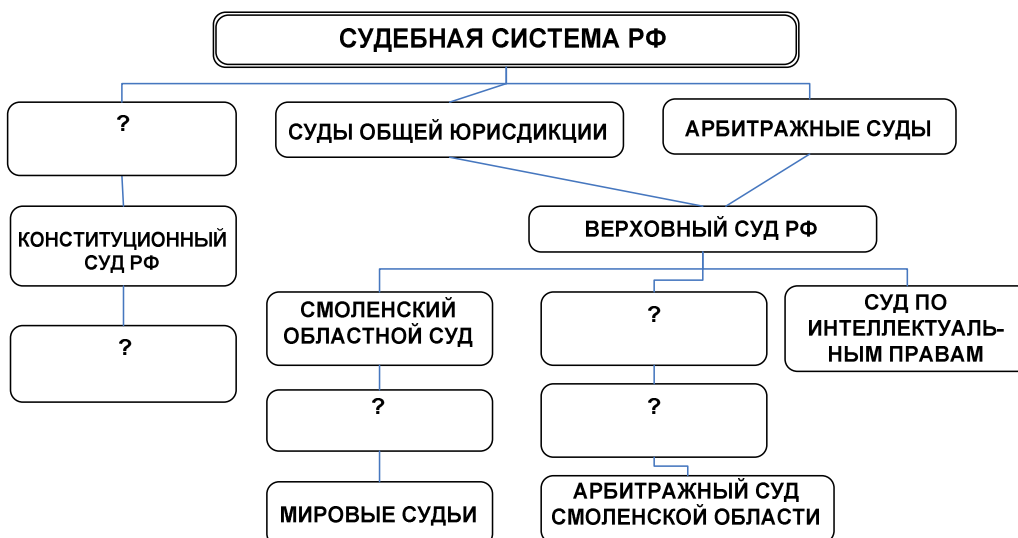 СУДЕБНАЯ СИСТЕМА РФ
?
СУДЫ ОБЩЕЙ ЮРИСДИКЦИИ
АРБИТРАЖНЫЕ СУДЫ
КОНСТИТУЦИОННЫЙ
СУД РФ
ВЕРХОВНЫЙ СУД РФ
?
СМОЛЕНСКИЙ
ОБЛАСТНОЙ СУД
?
СУД ПО
ИНТЕЛЛЕКТУАЛЬ-
НЫМ ПРАВАМ
?
?
МИРОВЫЕ СУДЬИ
АРБИТРАЖНЫЙ СУД
СМОЛЕНСКОЙ ОБЛАСТИ